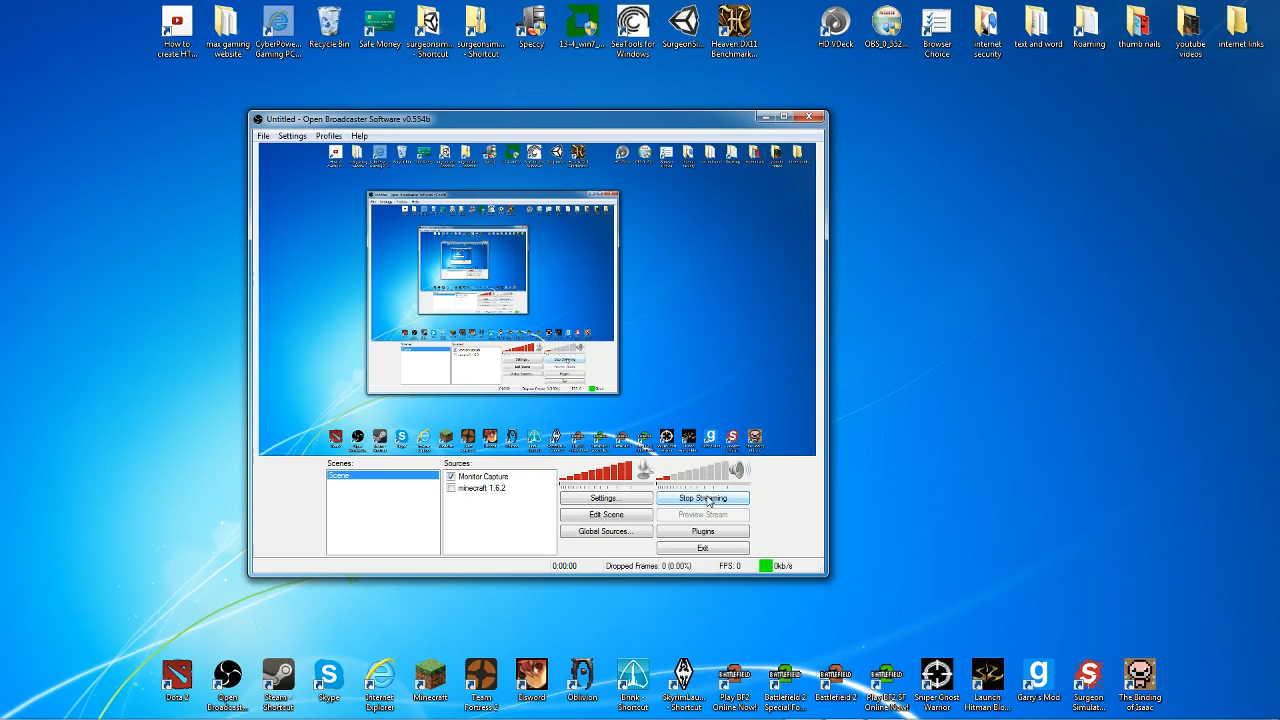 How to create HT...
max gaming website
CyberPowe... Gaming PC...
Recycle Bin
Safe Money
surgeonsim... - Shortcut
surgeonsim... - Shortcut
Speccy
13-4_win7_...
SeaTools for Windows
SurgeonSi...
Heaven DX11 Benchmark...
HD VDeck
OBS_0_552...
Browser Choice
internet security
text and word
Roaming
thumb nails
youtube videos
internet links
Untitled - Open Broadcaster Software v0.554b
File Settings Profiles Help
Scenes:
Sources:
Scene
Monitor Capture
minecraft 1.6.2
Settings...
Stop Streaming
Edit Scene
Preview Stream
Global Sources...
Plugins
Exit
0:00:00
Dropped Frames: 0 (0.00%)
FPS: 0
0kb/s
Dota 2
Open Broadcast...
Steam - Shortcut
Skype
Internet Explorer
Minecraft
Team Fortress 2
Elsword
Oblivion
Brink - Shortcut
SkyrimLau... - Shortcut
Play BF2 Online Now!
Battlefield 2 Special Fo...
Battlefield 2
Play BF2 SF Online Now!
Sniper Ghost Warrior
Launch Hitman Blo...
Garry's Mod
Surgeon Simulat...
The Binding of Isaac